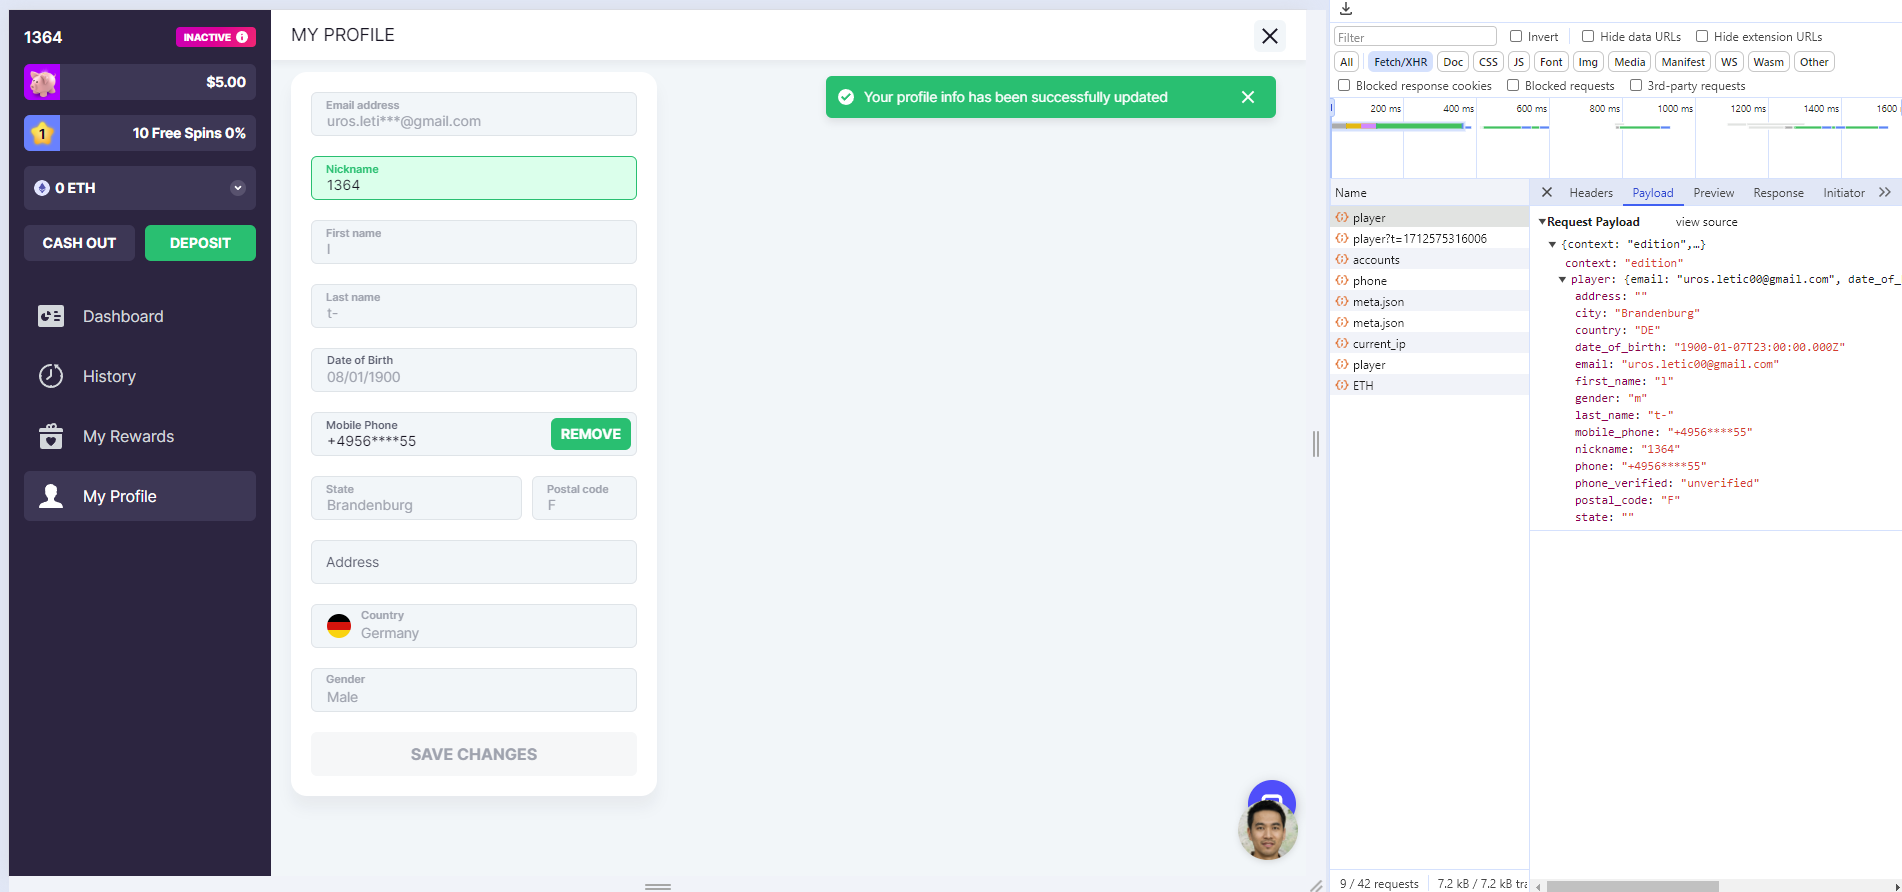 1364
INACTIVE
$5.00
1
10 Free Spins 0%
0 ETH
CASH OUT
DEPOSIT
Dashboard
History
My Rewards
My Profile
MY PROFILE
Your profile info has been successfully updated
Email address
uros.leti***@gmail.com
Nickname
1364
First name
l
Last name
t-
Date of Birth
08/01/1900
Mobile Phone
+4956****55
REMOVE
State
Brandenburg
Postal code
F
Address
Country
Germany
Gender
Male
SAVE CHANGES
Filter
Invert
Hide data URLs
Hide extension URLs
All
Fetch/XHR
Doc
CSS
JS
Font
Img
Media
Manifest
WS
Wasm
Other
Blocked response cookies
Blocked requests
3rd-party requests
200 ms
400 ms
600 ms
800 ms
1000 ms
1200 ms
1400 ms
1600
Name
player
player?t=1712575316006
accounts
phone
meta.json
meta.json
current_ip
player
ETH
Headers
Payload
Preview
Response
Initiator
Request Payload
view source
{context: "edition",…}
context: "edition"
player: {email: "uros.letic00@gmail.com", date_of_
address: ""
city: "Brandenburg"
country: "DE"
date_of_birth: "1900-01-07T23:00:00.000Z"
email: "uros.letic00@gmail.com"
first_name: "l"
gender: "m"
last_name: "t-"
mobile_phone: "+4956****55"
nickname: "1364"
phone: "+4956****55"
phone_verified: "unverified"
postal_code: "F"
state: ""
9 / 42 requests
7.2 kB / 7.2 kB tra